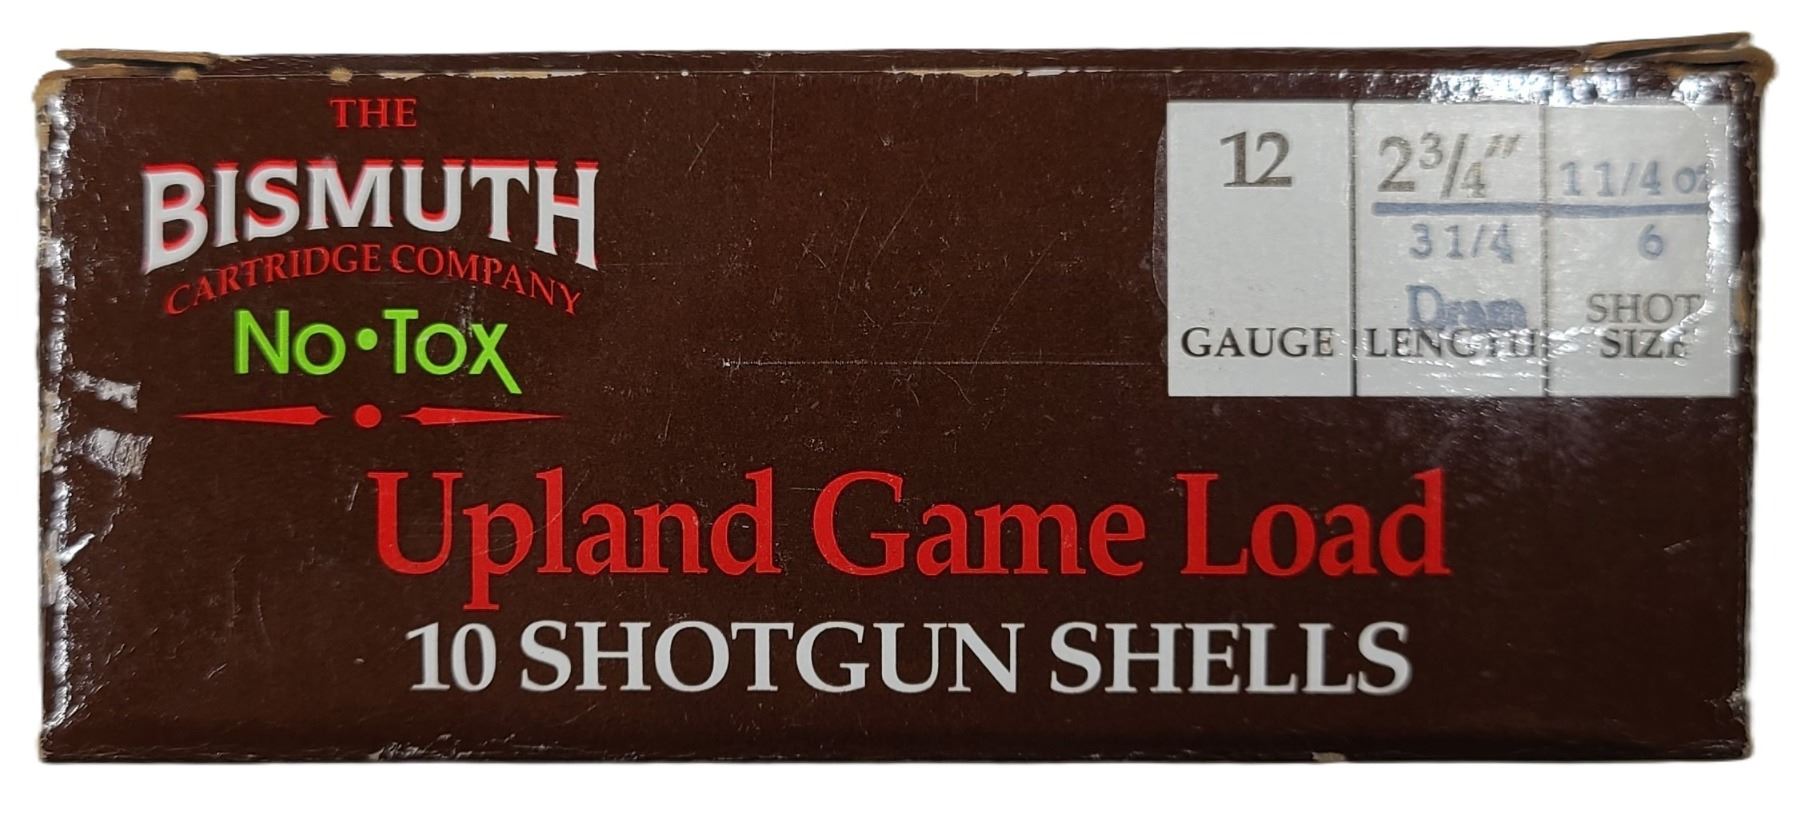 THE
BISMUTH
CARTRIDGE COMPANY
No•Tox
12
GAUGE
2 3/4"
3 1/4
Dram
LENGTH
1 1/4 oz
6
SHOT
SIZE
Upland Game Load
10 SHOTGUN SHELLS